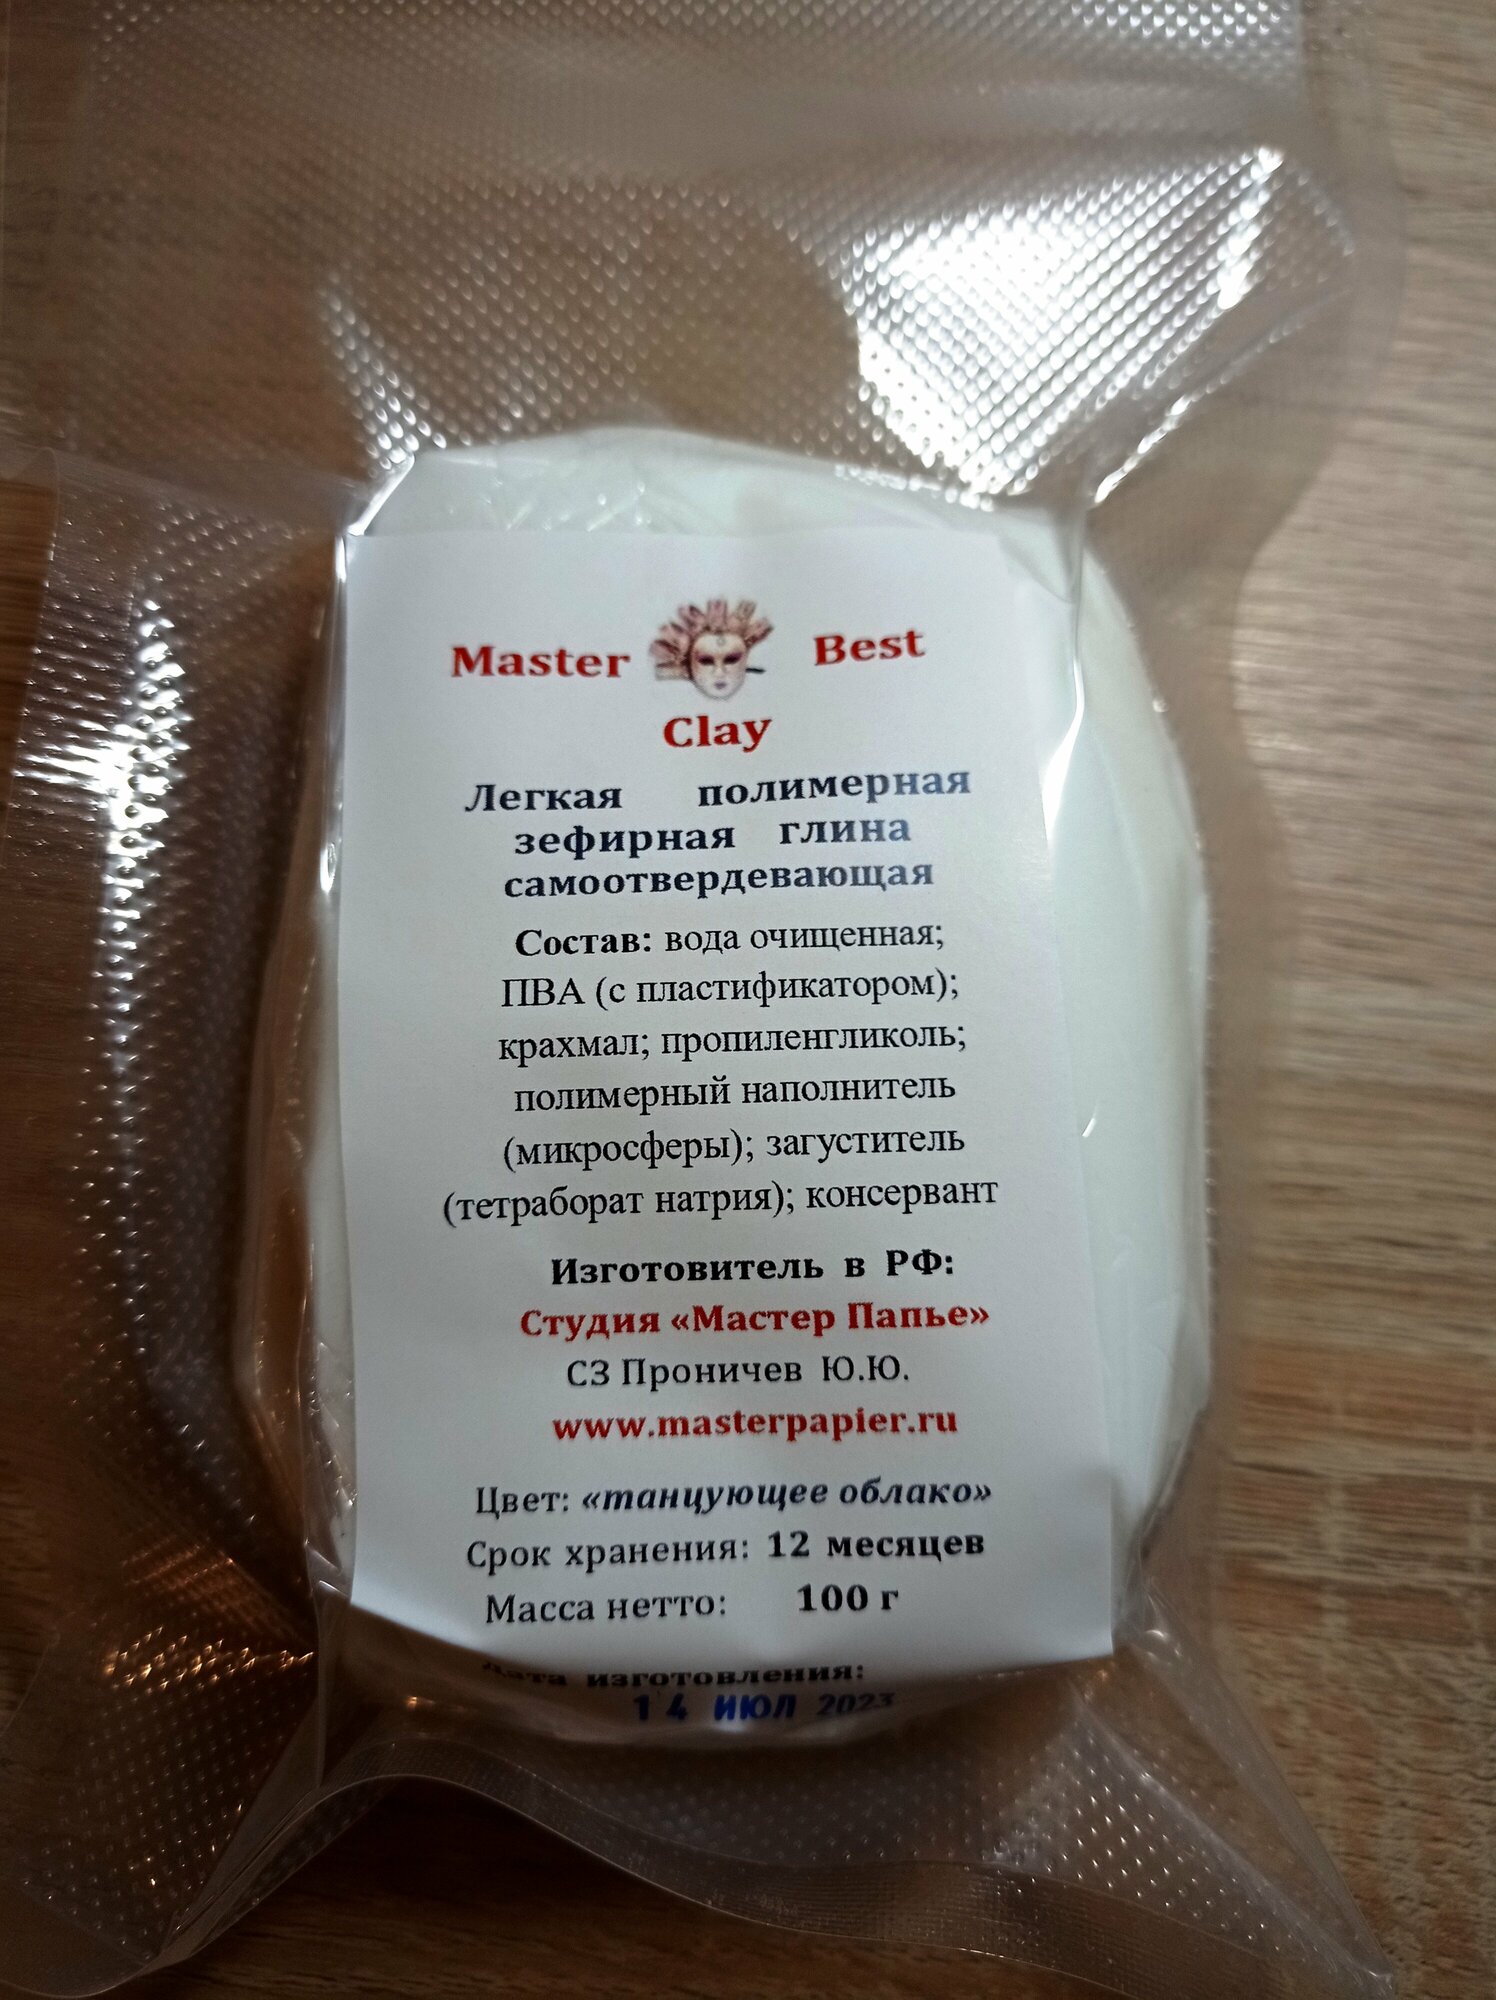 Master Best
Clay
Легкая полимерная
зефирная глина
самоотвердевающая
Состав: вода очищенная;
ПВА (с пластификатором);
крахмал; пропиленгликоль;
полимерный наполнитель
(микросферы); загуститель
(тетраборат натрия); консервант
Изготовитель в РФ:
Студия «Мастер Папье»
СЗ Проничев Ю.Ю.
www.masterpapier.ru
Цвет: «танцующее облако»
Срок хранения: 12 месяцев
Масса нетто: 100 г
Дата изготовления:
14 ИЮЛ 2023